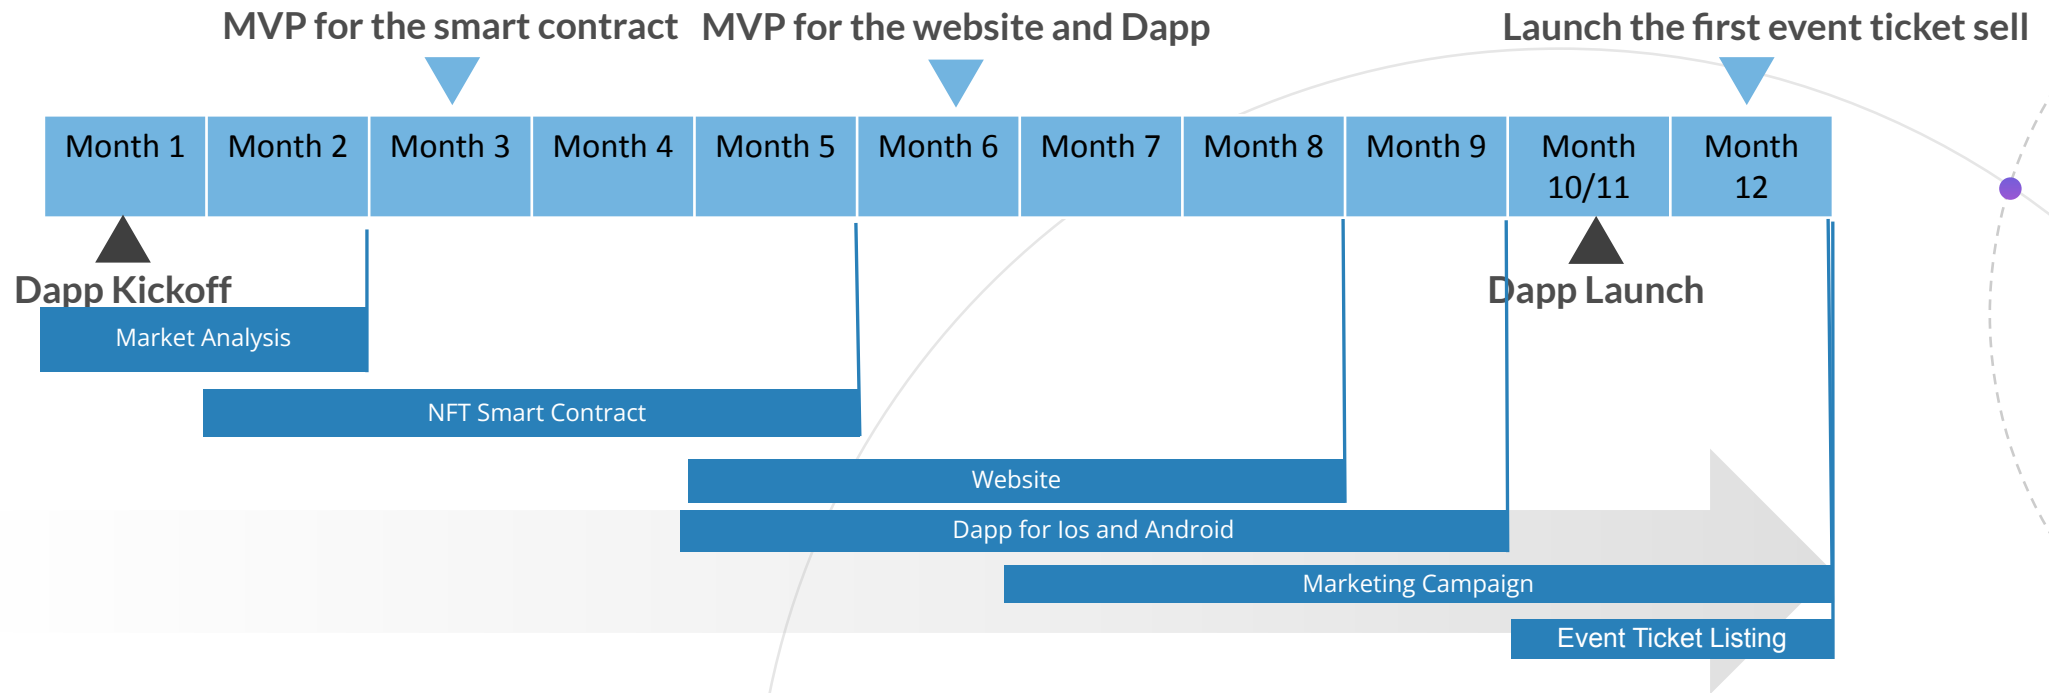 MVP for the smart contract
MVP for the website and Dapp
Launch the first event ticket sell
Month 1
Month 2
Month 3
Month 4
Month 5
Month 6
Month 7
Month 8
Month 9
Month
10/11
Month
12
Dapp Kickoff
Dapp Launch
Market Analysis
NFT Smart Contract
Website
Dapp for Ios and Android
Marketing Campaign
Event Ticket Listing